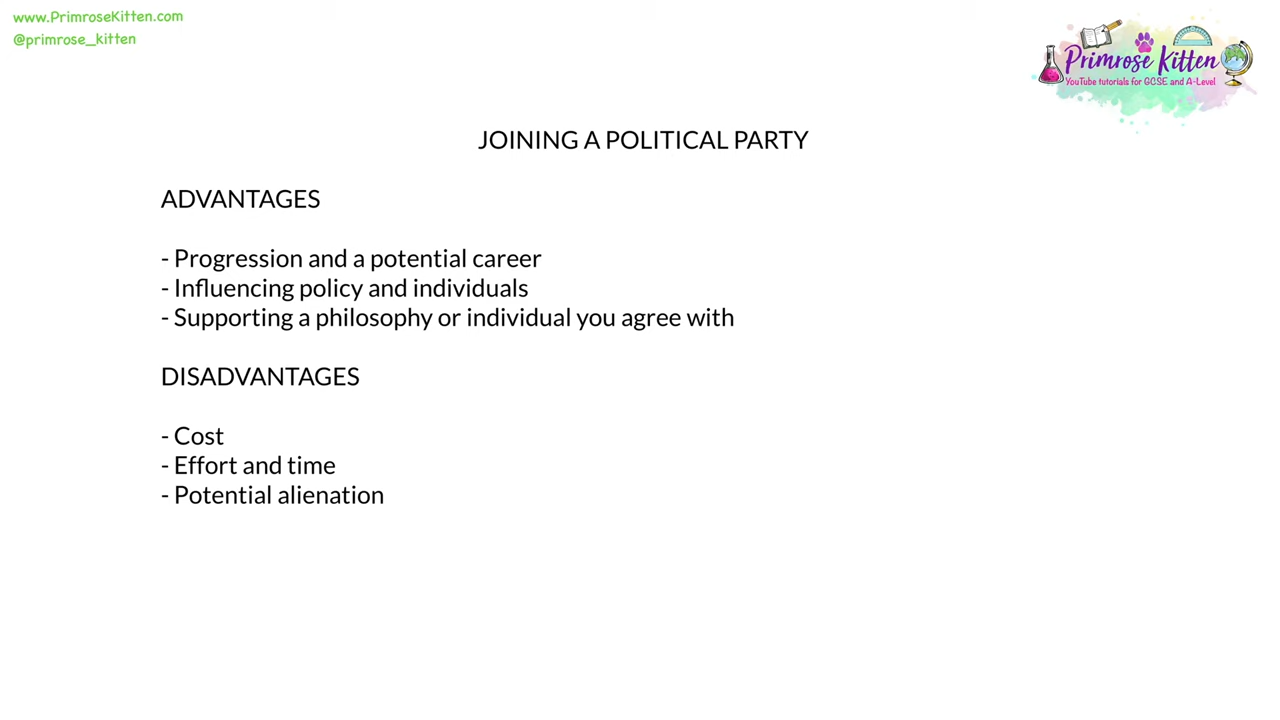 www.PrimroseKitten.com
@primrose_kitten
Primrose Kitten
YouTube tutorials for GCSE and A-Level
JOINING A POLITICAL PARTY
ADVANTAGES
- Progression and a potential career
- Influencing policy and individuals
- Supporting a philosophy or individual you agree with
DISADVANTAGES
- Cost
- Effort and time
- Potential alienation